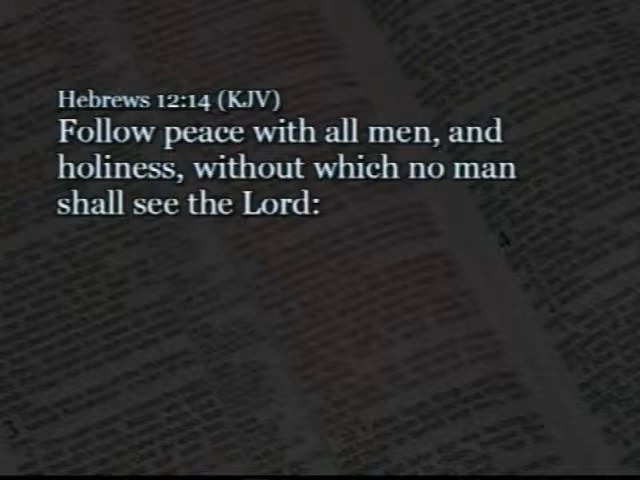 Hebrews 12:14 (KJV)
Follow peace with all men, and
holiness, without which no man
shall see the Lord: